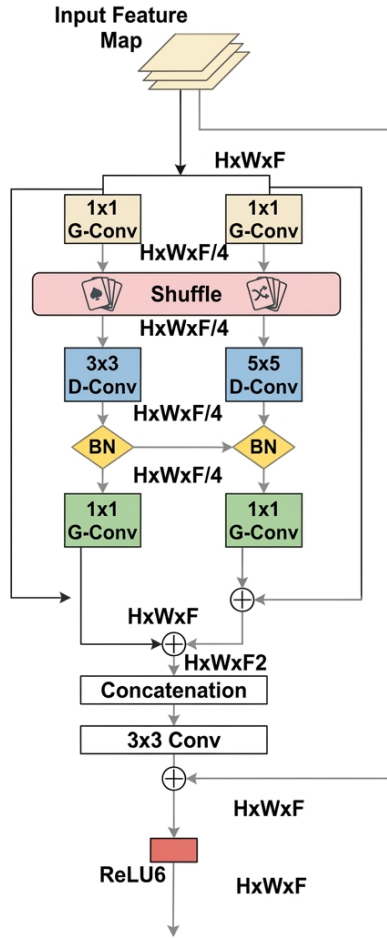 Input Feature
Map
HxWxF
1x1
G-Conv
1x1
G-Conv
HxWxF/4
Shuffle
HxWxF/4
3x3
D-Conv
5x5
D-Conv
HxWxF/4
BN
BN
HxWxF/4
1x1
G-Conv
1x1
G-Conv
HxWxF
HxWxF2
Concatenation
3x3 Conv
HxWxF
ReLU6
HxWxF